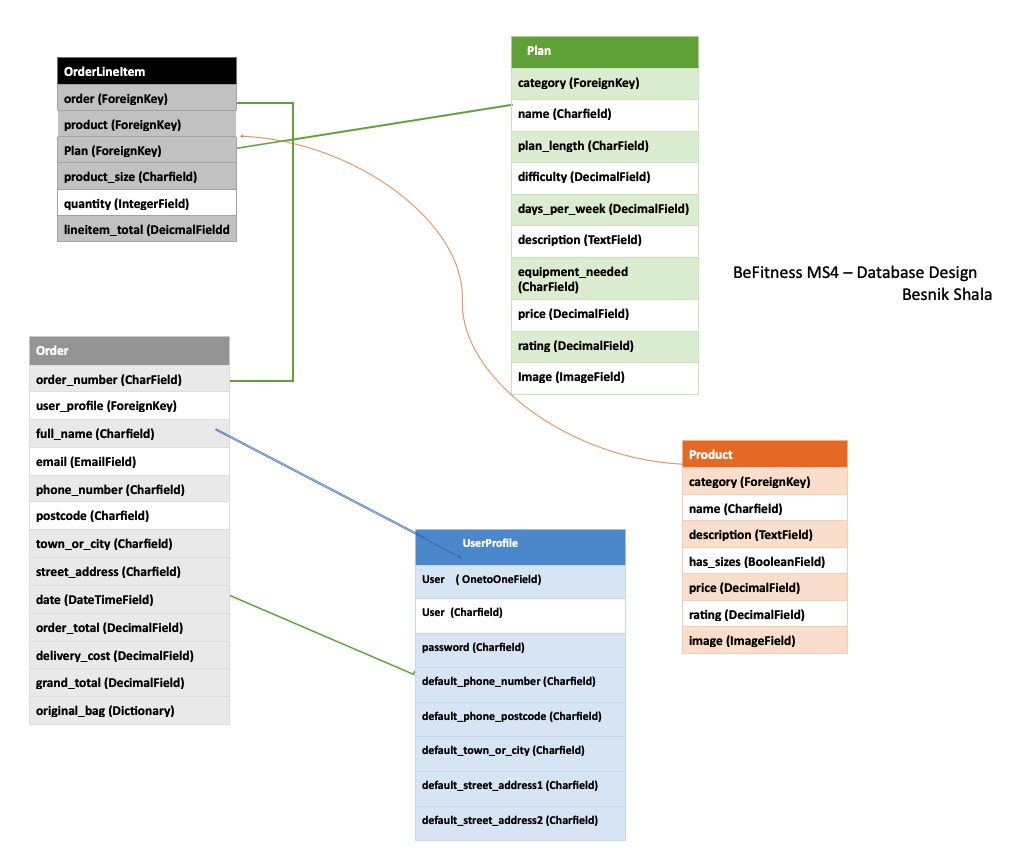 OrderLineItem
order (ForeignKey)
product (ForeignKey)
Plan (ForeignKey)
product_size (Charfield)
quantity (IntegerField)
lineitem_total (DeicmalFieldd
Plan
category (ForeignKey)
name (Charfield)
plan_length (CharField)
difficulty (DecimalField)
days_per_week (DecimalField)
description (TextField)
equipment_needed
(CharField)
price (DecimalField)
rating (DecimalField)
Image (ImageField)
BeFitness MS4 – Database Design
Besnik Shala
Order
order_number (CharField)
user_profile (ForeignKey)
full_name (Charfield)
email (EmailField)
phone_number (Charfield)
postcode (Charfield)
town_or_city (Charfield)
street_address (Charfield)
date (DateTimeField)
order_total (DecimalField)
delivery_cost (DecimalField)
grand_total (DecimalField)
original_bag (Dictionary)
UserProfile
User ( OnetoOneField)
User (Charfield)
password (Charfield)
default_phone_number (Charfield)
default_phone_postcode (Charfield)
default_town_or_city (Charfield)
default_street_address1 (Charfield)
default_street_address2 (Charfield)
Product
category (ForeignKey)
name (Charfield)
description (TextField)
has_sizes (BooleanField)
price (DecimalField)
rating (DecimalField)
image (ImageField)